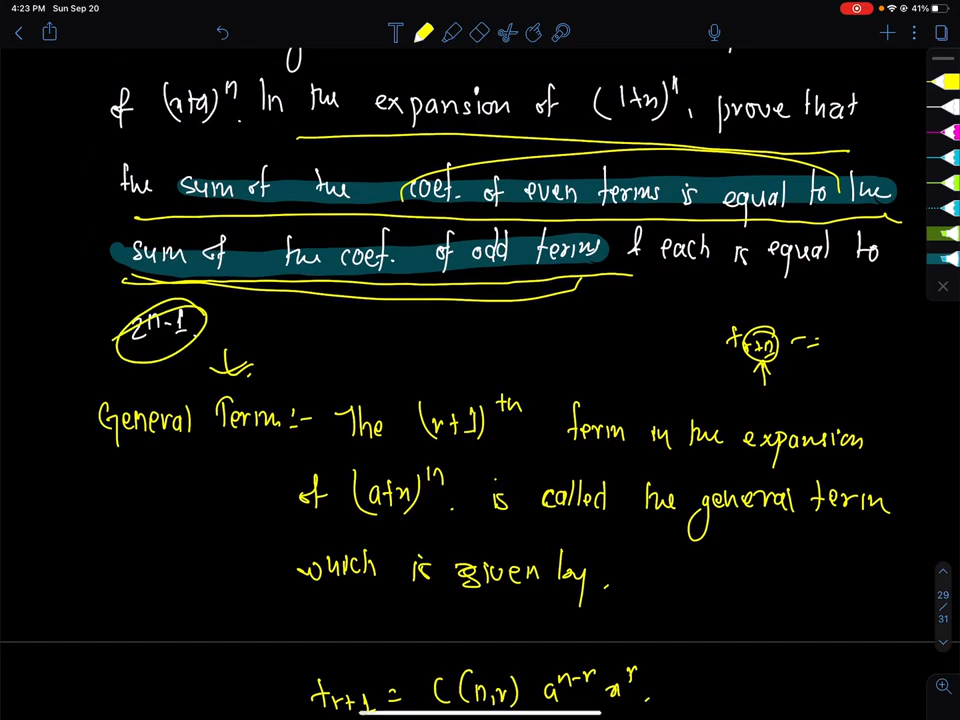 4:23 PM Sun Sep 20
41%
of (x+a)^n. In the expansion of (1+x)^n, prove that
the sum of the coef. of even terms is equal to the
sum of the coef. of odd terms & each is equal to
2n-1.
t r+1 -=
General Term:- The (r+1)^th term in the expansion
of (a+x)^n. is called the general term
which is given by.
t r+1 = C(n,r) a^n-r x^r.
29
/
31